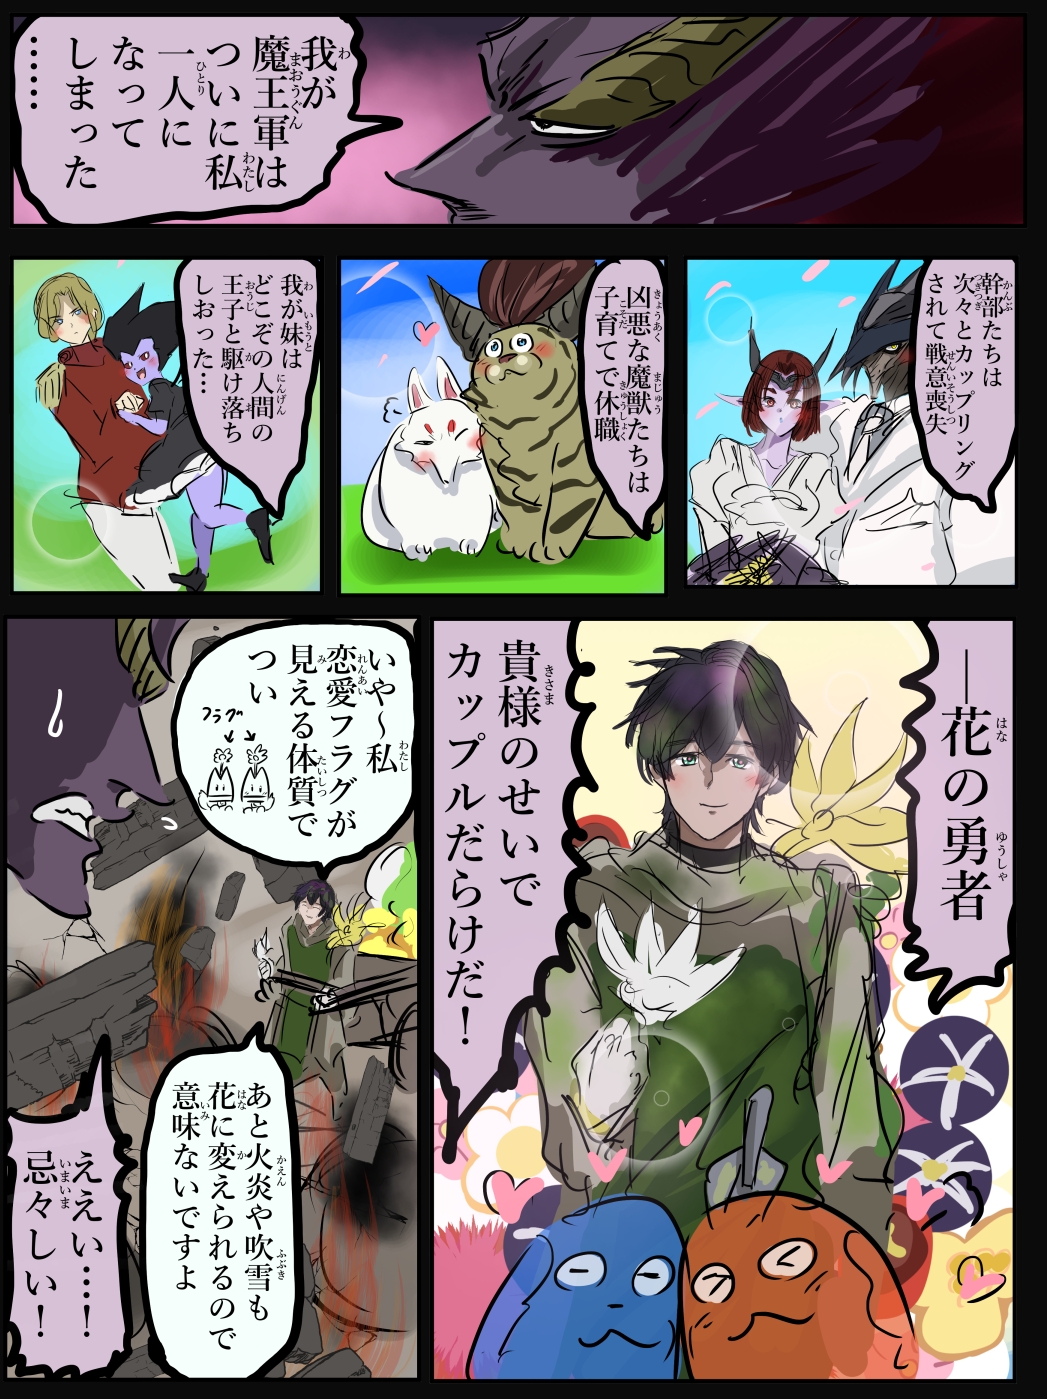 我が
魔王軍は
ついに私
一人に
なって
しまった
……
幹部たちは
次々とカップリング
されて戦意喪失
凶悪な魔獣たちは
子育てで休職
我が妹は
どこぞの人間の
王子と駆け落ち
しおった…
―花の勇者
貴様のせいで
カップルだらけだ!
いや〜私
恋愛フラグが
見える体質で
つい
フラグ
あと火炎や吹雪も
花に変えられるので
意味ないですよ
ええい…!
忌々しい!